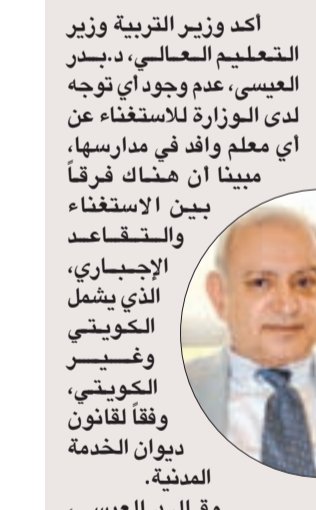 أكد وزير التربية وزير
التعليم العالي، د.بدر
العيسى، عدم وجود أي توجه
لدى الوزارة للاستغناء عن
أي معلم وافد في مدارسها،
مبينا ان هناك فرقاً
بين الاستغناء
والتقاعد
الإجباري،
الذي يشمل
الكويتي
وغير
الكويتي،
وفقاً لقانون
ديوان الخدمة
المدنية.